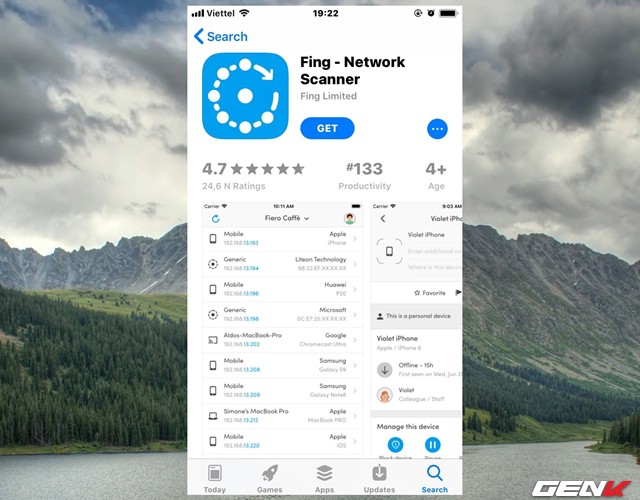 Viettel 19:22
Search
Fing - Network
Scanner
Fing Limited
GET
4.7 #133 4+
24,6 N Ratings Productivity Age
Carrier 10:11 AM
Fiero Caffè
Mobile Apple
192.168.13.193 iPhone
Generic Liteon Technology
192.168.13.194 98:22:EF:XX:XX:XX
Mobile Huawei
192.168.13.196 P20
Generic Microsoft
192.168.13.198 0C:E7:25:XX:XX:XX
Aldos-MacBook-Pro Google
192.168.13.202 Chromecast Ultra
Mobile Samsung
192.168.13.208 Galaxy S9
Mobile Samsung
192.168.13.209 Galaxy Note8
Simone's MacBook Pro Apple
192.168.13.212 MacBook PRO
Mobile Apple
192.168.13.220 iOS
Carrier 9:03 AM
Violet iPho
Enter additional no
Where is this devic
Favorite
This is a personal device
Violet iPhone
Apple / iPhone 6
Offline - 15h
First seen on Wed, Jun 2
Violet
Colleague / Staff
Manage this device
Block device Pause
Today Games Apps Updates Search
GENK